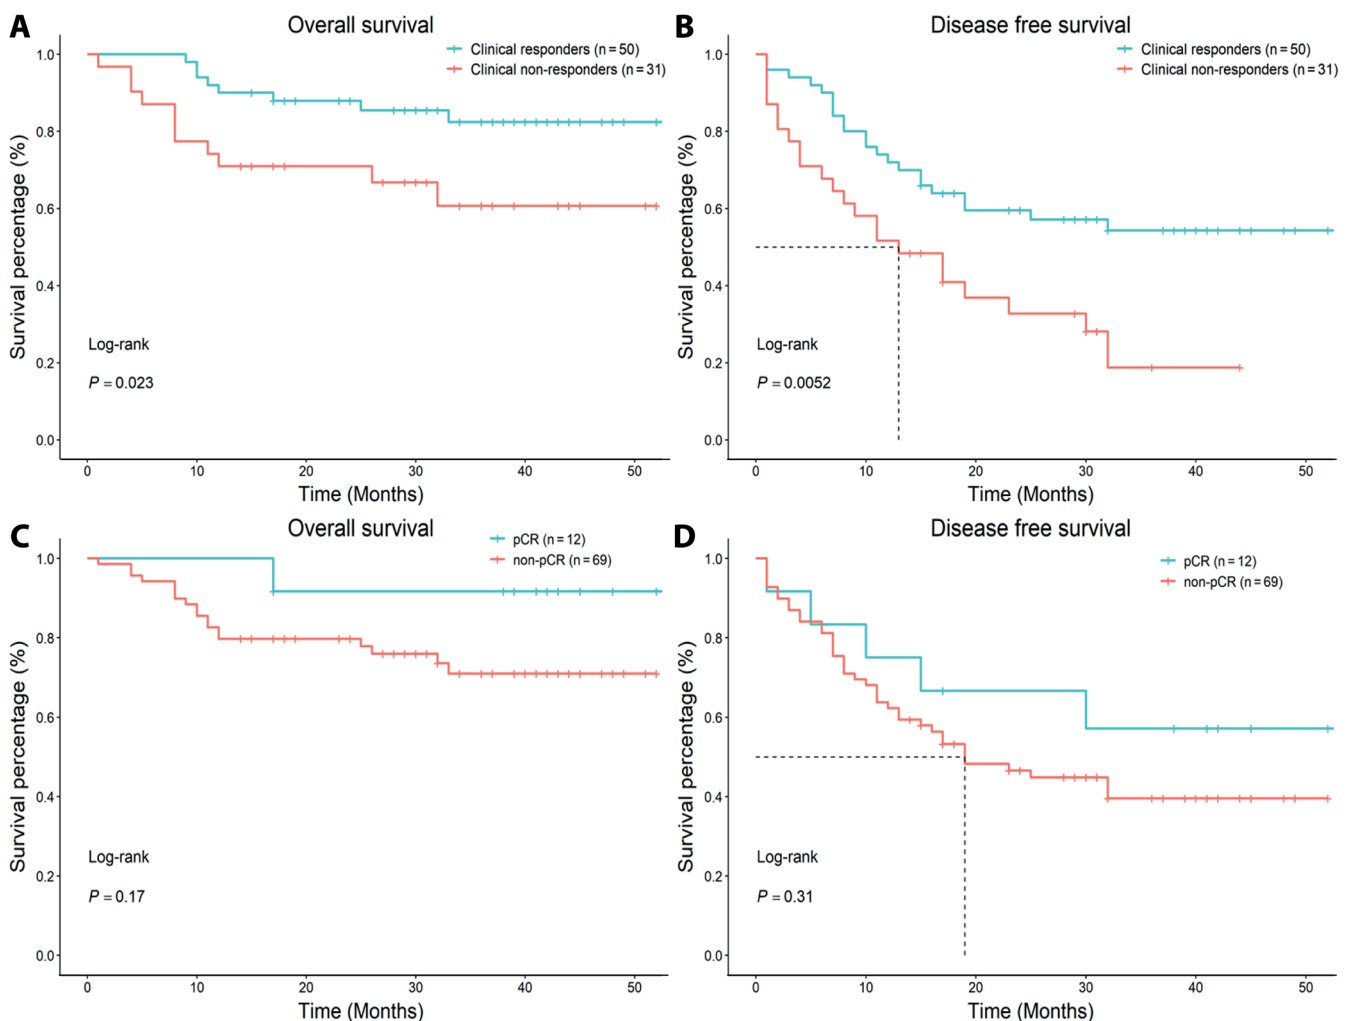 A
Overall survival
Clinical responders (n = 50)
Clinical non-responders (n = 31)
Survival percentage (%)
1.0
0.8
0.6
0.4
0.2
0.0
Log-rank
P = 0.023
0 10 20 30 40 50
Time (Months)
B
Disease free survival
Clinical responders (n = 50)
Clinical non-responders (n = 31)
Survival percentage (%)
1.0
0.8
0.6
0.4
0.2
0.0
Log-rank
P = 0.0052
0 10 20 30 40 50
Time (Months)
C
Overall survival
pCR (n = 12)
non-pCR (n = 69)
Survival percentage (%)
1.0
0.8
0.6
0.4
0.2
0.0
Log-rank
P = 0.17
0 10 20 30 40 50
Time (Months)
D
Disease free survival
pCR (n = 12)
non-pCR (n = 69)
Survival percentage (%)
1.0
0.8
0.6
0.4
0.2
0.0
Log-rank
P = 0.31
0 10 20 30 40 50
Time (Months)